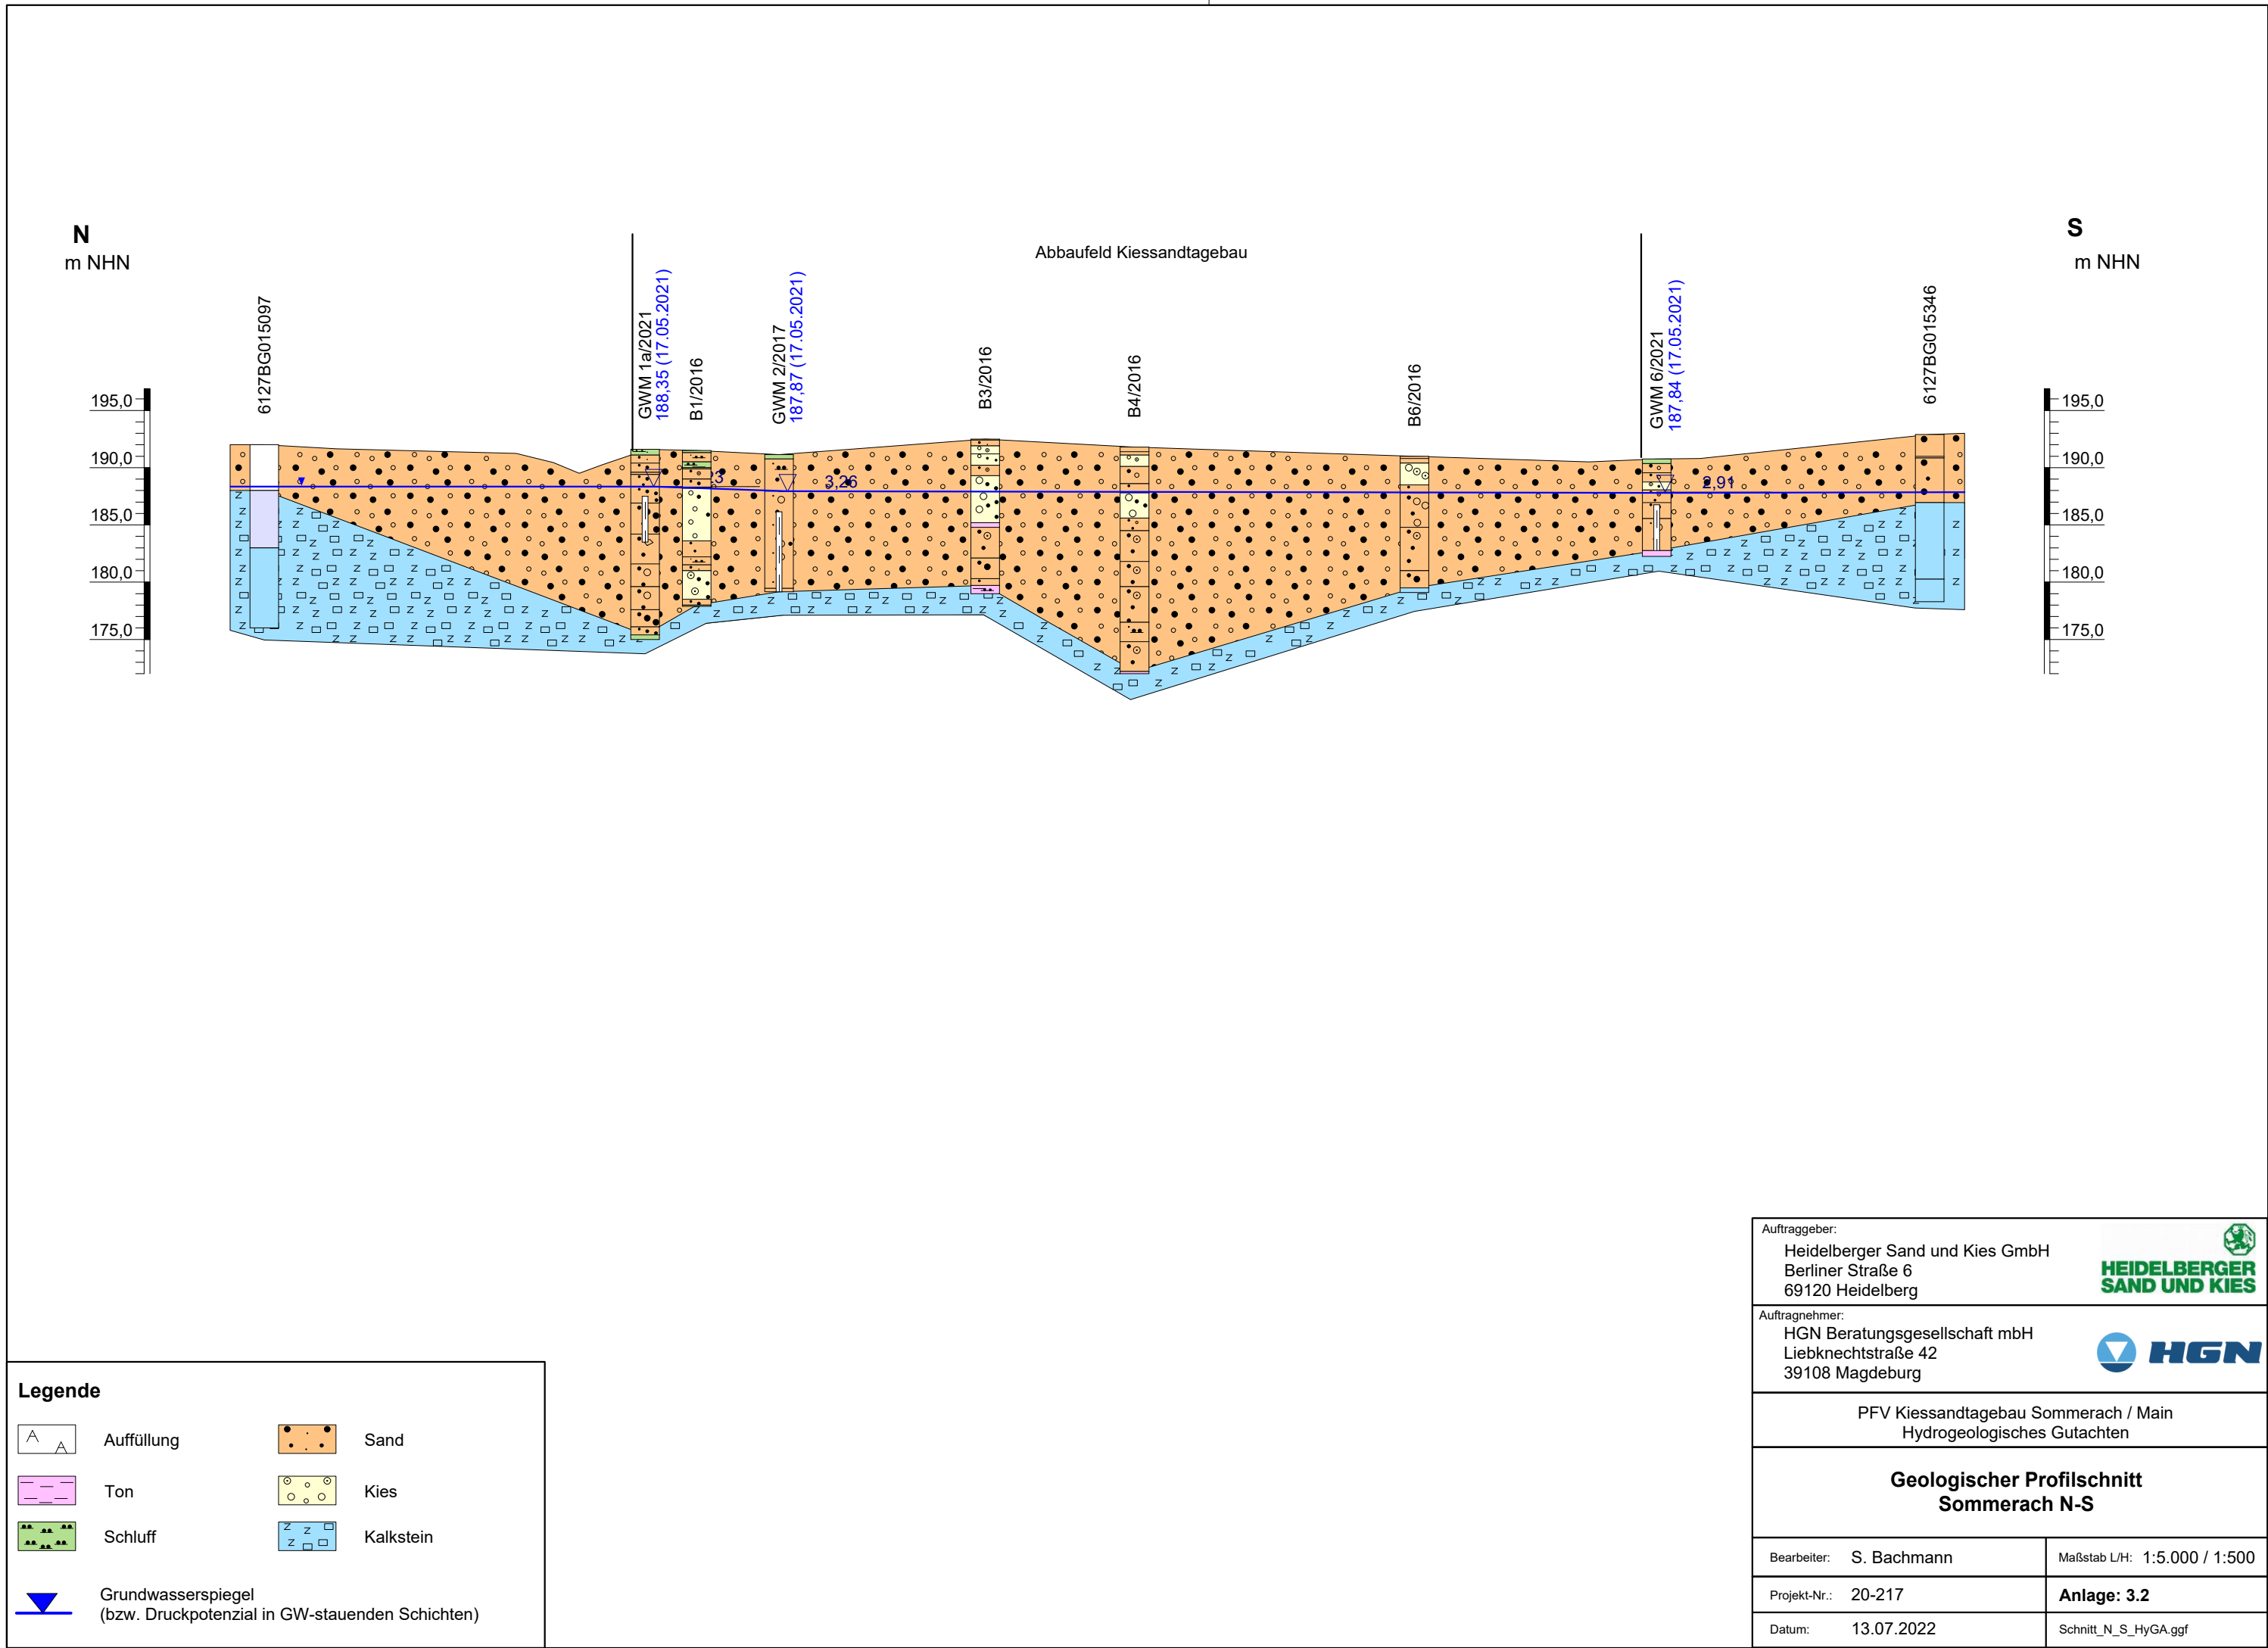 N
m NHN
S
m NHN
Abbaufeld Kiessandtagebau
6127BG015097
GWM 1a/2021
188,35 (17.05.2021)
B1/2016
GWM 2/2017
187,87 (17.05.2021)
B3/2016
B4/2016
B6/2016
GWM 6/2021
187,84 (17.05.2021)
6127BG015346
195,0
190,0
185,0
180,0
175,0
195,0
190,0
185,0
180,0
175,0
3,26
2,91
Legende
Auffüllung
Sand
Ton
Kies
Schluff
Kalkstein
Grundwasserspiegel
(bzw. Druckpotenzial in GW-stauenden Schichten)
Auftraggeber:
Heidelberger Sand und Kies GmbH
Berliner Straße 6
69120 Heidelberg
HEIDELBERGER
SAND UND KIES
Auftragnehmer:
HGN Beratungsgesellschaft mbH
Liebknechtstraße 42
39108 Magdeburg
HGN
PFV Kiessandtagebau Sommerach / Main
Hydrogeologisches Gutachten
Geologischer Profilschnitt
Sommerach N-S
Bearbeiter: S. Bachmann
Maßstab L/H: 1:5.000 / 1:500
Projekt-Nr.: 20-217
Anlage: 3.2
Datum: 13.07.2022
Schnitt_N_S_HyGA.ggf